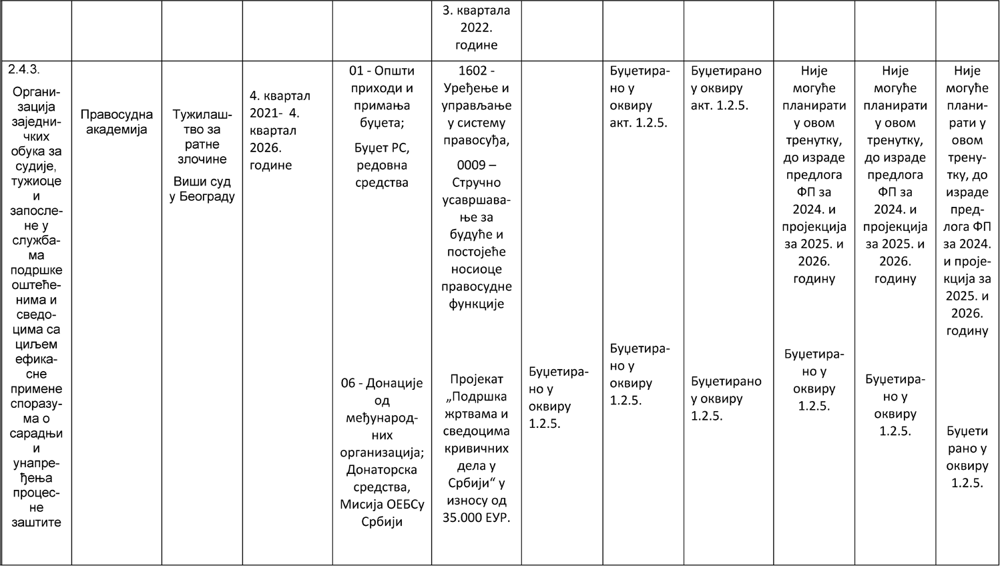 3. квартала
2022.
године
2.4.3.
Органи-
зација
заједни-
чких
обука за
судије,
тужиоце
и
запосле-
не у
служба-
ма
подршке
оштеће-
нима и
сведо-
цима са
циљем
ефика-
сне
примене
споразу-
ма о
сарадњи
и
унапре-
ђења
процес-
не
заштите
Правосудна
академија
Тужилаш-
тво за
ратне
злочине
Виши суд
у Београду
4. квартал
2021- 4.
квартал
2026.
године
01 - Општи
приходи и
примања
буџета;
Буџет РС,
редовна
средства
06 - Донације
од
међународ-
них
организација;
Донаторска
средства,
Мисија ОЕБСу
Србији
1602 -
Уређење и
управљање
у систему
правосуђа,
0009 –
Стручно
усавршава-
ње за
будуће и
постојеће
носиоце
правосудне
функције
Пројекат
„Подршка
жртвама и
сведоцима
кривичних
дела у
Србији“ у
износу од
35.000 ЕУР.
Буџетира-
но у
оквиру
1.2.5.
Буџетира-
но у
оквиру
акт. 1.2.5.
Буџетира-
но у
оквиру
1.2.5.
Буџетирано
у оквиру
акт. 1.2.5.
Буџетирано
у оквиру
1.2.5.
Није
могуће
планирати
у овом
тренутку,
до израде
предлога
ФП за
2024. и
пројекција
за 2025. и
2026.
годину
Буџетира-
но у
оквиру
1.2.5.
Није
могуће
планирати
у овом
тренутку,
до израде
предлога
ФП за
2024. и
пројекција
за 2025. и
2026.
годину
Буџетира-
но у
оквиру
1.2.5.
Није
могуће
плани-
рати у
овом
трену-
тку, до
израде
пред-
лога ФП
за 2024.
и проје-
кција за
2025. и
2026.
годину
Буџети
рано у
оквиру
1.2.5.